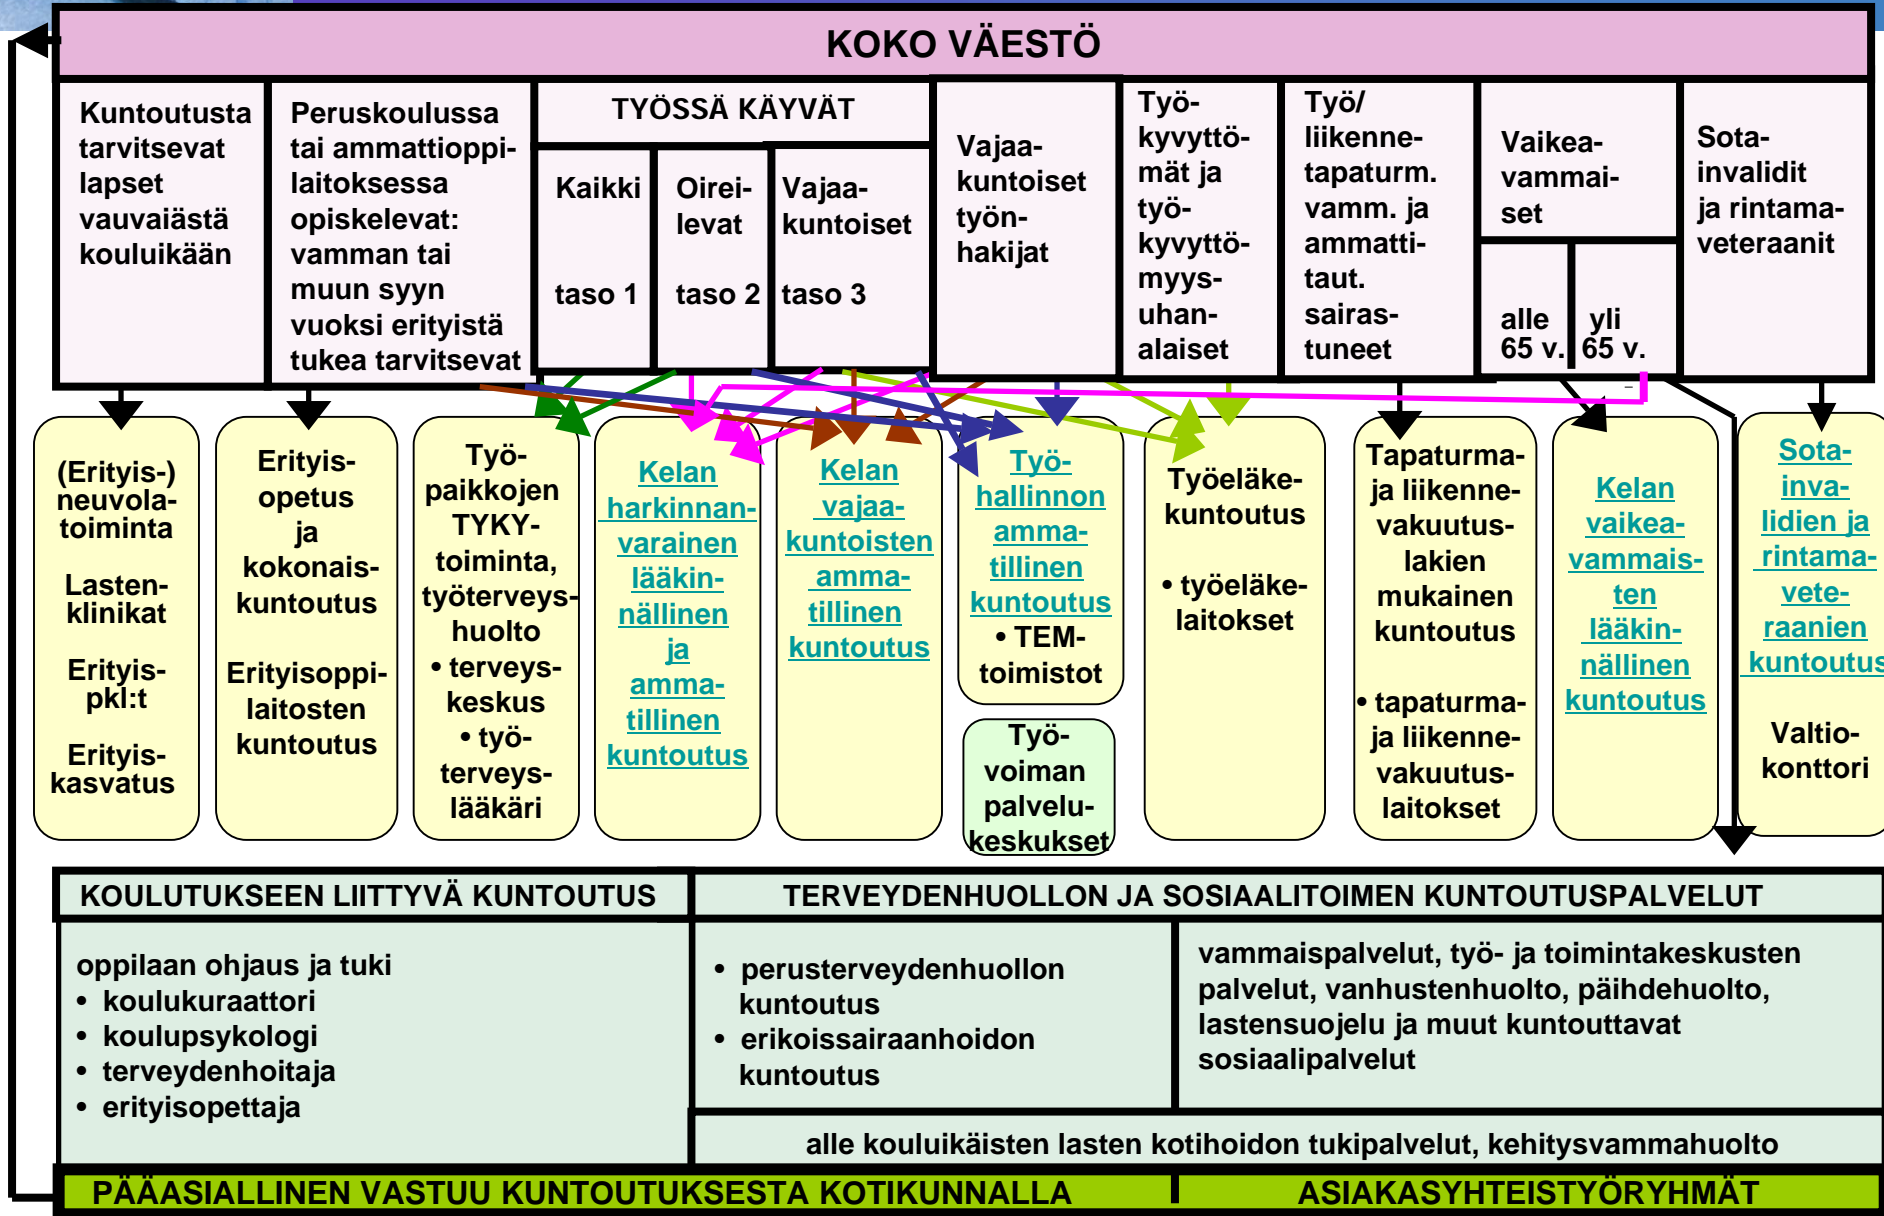 KOKO VÄESTÖ
Kuntoutusta
tarvitsevat
lapset
vauvaiästä
kouluikään
Peruskoulussa
tai ammattioppi-
laitoksessa
opiskelevat:
vamman tai
muun syyn
vuoksi erityistä
tukea tarvitsevat
TYÖSSÄ KÄYVÄT
Kaikki
taso 1
Oirei-
levat
taso 2
Vajaa-
kuntoiset
taso 3
Vajaa-
kuntoiset
työn-
hakijat
Työ-
kyvyttö-
mät ja
työ-
kyvyttö-
myys-
uhan-
alaiset
Työ/
liikenne-
tapaturm.
vamm. ja
ammatti-
taut.
sairas-
tuneet
Vaikea-
vammai-
set
alle
65 v.
yli
65 v.
Sota-
invalidit
ja rintama-
veteraanit
(Erityis-)
neuvola-
toiminta
Lasten-
klinikat
Erityis-
pkl:t
Erityis-
kasvatus
Erityis-
opetus
ja
kokonais-
kuntoutus
Erityisoppi-
laitosten
kuntoutus
Työ-
paikkojen
TYKY-
toiminta,
työterveys-
huolto
• terveys-
keskus
• työ-
terveys-
lääkäri
Kelan
harkinnan-
varainen
lääkin-
nällinen
ja
amma-
tillinen
kuntoutus
Kelan
vajaa-
kuntoisten
amma-
tillinen
kuntoutus
Työ-
hallinnon
amma-
tillinen
kuntoutus
• TEM-
toimistot
Työ-
voiman
palvelu-
keskukset
Työeläke-
kuntoutus
• työeläke-
laitokset
Tapaturma-
ja liikenne-
vakuutus-
lakien
mukainen
kuntoutus
• tapaturma-
ja liikenne-
vakuutus-
laitokset
Kelan
vaikea-
vammais-
ten
lääkin-
nällinen
kuntoutus
Sota-
inva-
lidien ja
rintama-
vete-
raanien
kuntoutus
Valtio-
konttori
KOULUTUKSEEN LIITTYVÄ KUNTOUTUS
oppilaan ohjaus ja tuki
• koulukuraattori
• koulupsykologi
• terveydenhoitaja
• erityisopettaja
TERVEYDENHUOLLON JA SOSIAALITOIMEN KUNTOUTUSPALVELUT
• perusterveydenhuollon
kuntoutus
• erikoissairaanhoidon
kuntoutus
vammaispalvelut, työ- ja toimintakeskusten
palvelut, vanhustenhuolto, päihdehuolto,
lastensuojelu ja muut kuntouttavat
sosiaalipalvelut
alle kouluikäisten lasten kotihoidon tukipalvelut, kehitysvammahuolto
PÄÄASIALLINEN VASTUU KUNTOUTUKSESTA KOTIKUNNALLA
ASIAKASYHTEISTYÖRYHMÄT